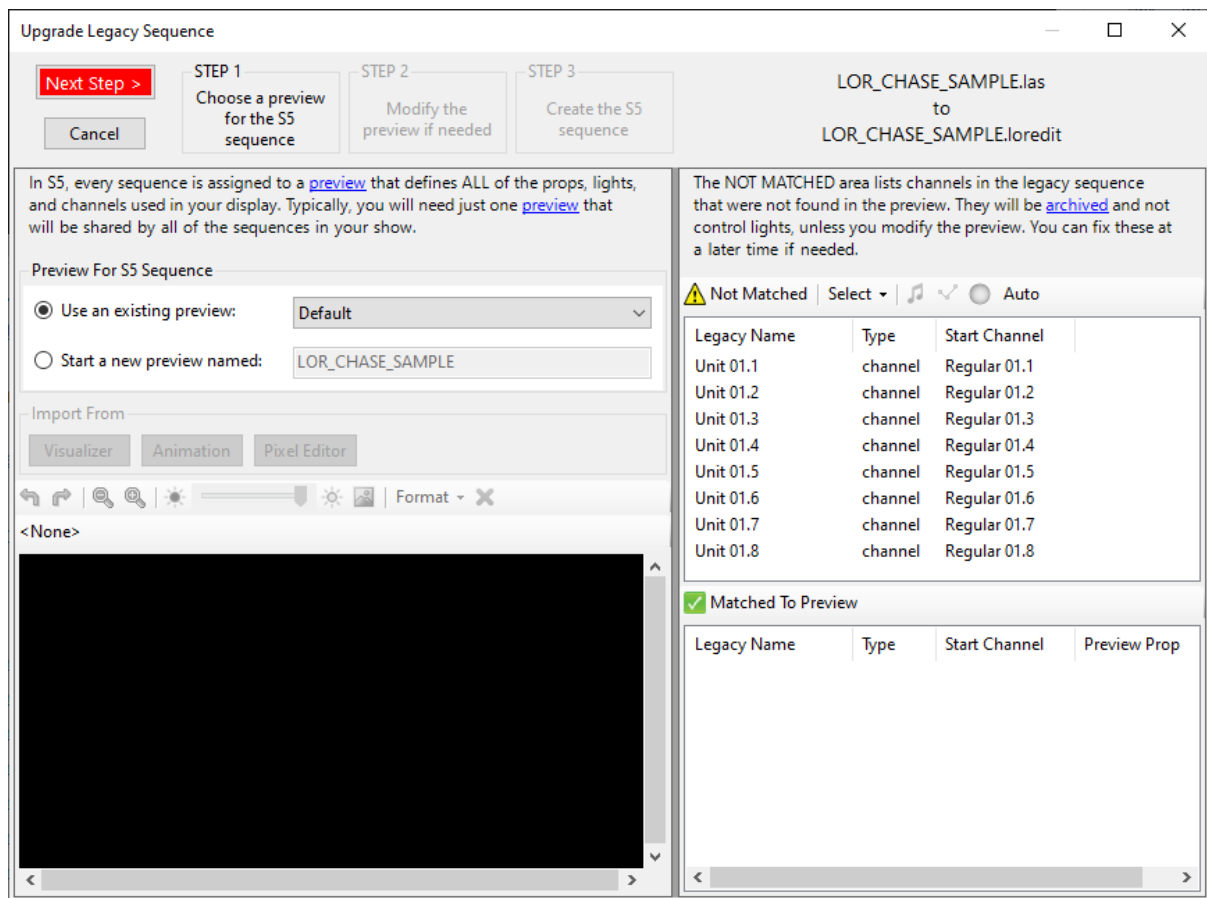 Upgrade Legacy Sequence
Next Step >
Cancel
STEP 1
Choose a preview
for the S5
sequence
STEP 2
Modify the
preview if needed
STEP 3
Create the S5
sequence
LOR_CHASE_SAMPLE.las
to
LOR_CHASE_SAMPLE.loredit
In S5, every sequence is assigned to a preview that defines ALL of the props, lights,
and channels used in your display. Typically, you will need just one preview that
will be shared by all of the sequences in your show.
Preview For S5 Sequence
Use an existing preview:
Default
Start a new preview named:
LOR_CHASE_SAMPLE
Import From
Visualizer
Animation
Pixel Editor
Format
<None>
The NOT MATCHED area lists channels in the legacy sequence
that were not found in the preview. They will be archived and not
control lights, unless you modify the preview. You can fix these at
a later time if needed.
Not Matched Select Auto
Legacy Name Type Start Channel
Unit 01.1 channel Regular 01.1
Unit 01.2 channel Regular 01.2
Unit 01.3 channel Regular 01.3
Unit 01.4 channel Regular 01.4
Unit 01.5 channel Regular 01.5
Unit 01.6 channel Regular 01.6
Unit 01.7 channel Regular 01.7
Unit 01.8 channel Regular 01.8
Matched To Preview
Legacy Name Type Start Channel Preview Prop